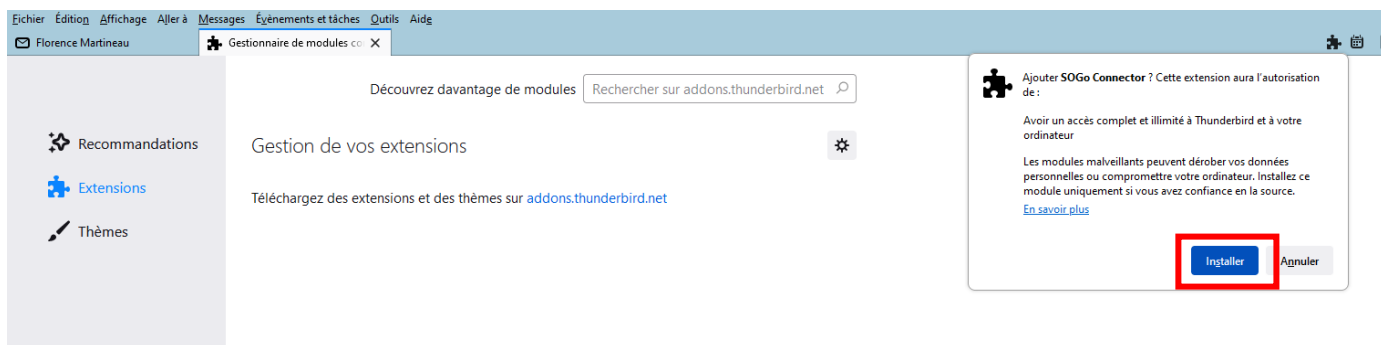 Fichier Édition Affichage Aller à Messages Évènements et tâches Outils Aide
Florence Martineau
Gestionnaire de modules co
Découvrez davantage de modules
Rechercher sur addons.thunderbird.net
Recommandations
Extensions
Thèmes
Gestion de vos extensions
Téléchargez des extensions et des thèmes sur addons.thunderbird.net
Ajouter SOGo Connector ? Cette extension aura l'autorisation
de :
Avoir un accès complet et illimité à Thunderbird et à votre
ordinateur
Les modules malveillants peuvent dérober vos données
personnelles ou compromettre votre ordinateur. Installez ce
module uniquement si vous avez confiance en la source.
En savoir plus
Installer
Annuler